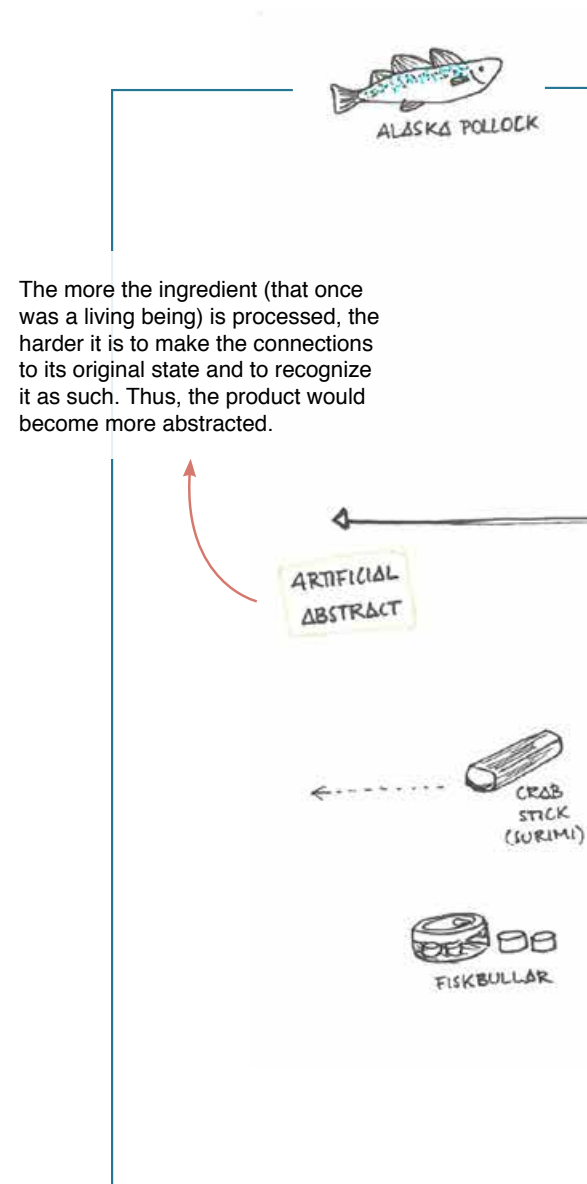 ALASKA POLLOCK
The more the ingredient (that once
was a living being) is processed, the
harder it is to make the connections
to its original state and to recognize
it as such. Thus, the product would
become more abstracted.
ARTIFICIAL
ABSTRACT
CRAB
STICK
(SURIMI)
FISKBULLAR